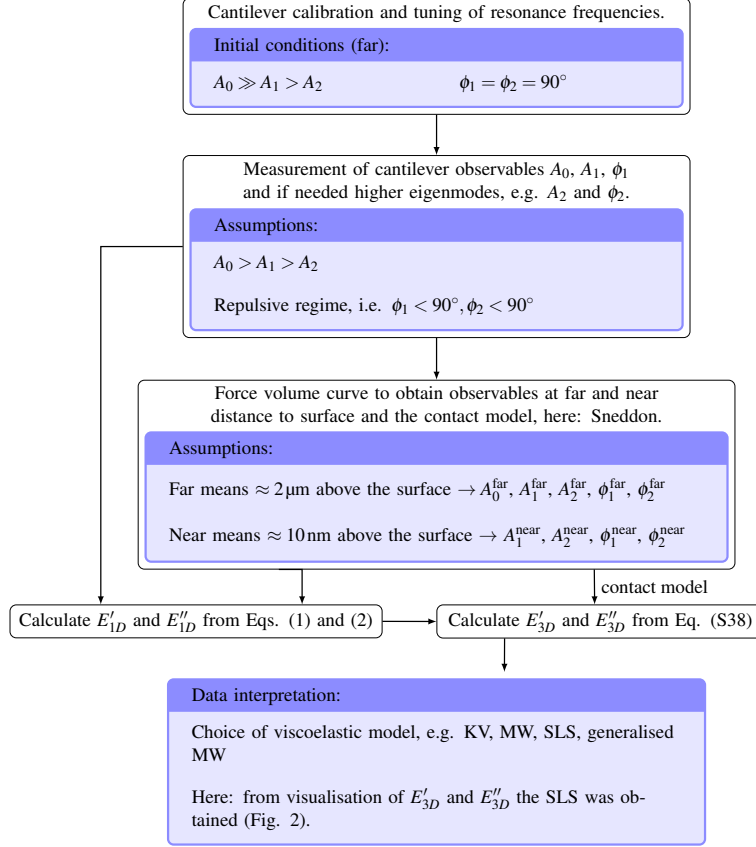 Cantilever calibration and tuning of resonance frequencies.
Initial conditions (far):
A₀ ≫ A₁ > A₂ ϕ₁ = ϕ₂ = 90°
Measurement of cantilever observables A₀, A₁, ϕ₁
and if needed higher eigenmodes, e.g. A₂ and ϕ₂.
Assumptions:
A₀ > A₁ > A₂
Repulsive regime, i.e. ϕ₁ < 90°, ϕ₂ < 90°
Force volume curve to obtain observables at far and near
distance to surface and the contact model, here: Sneddon.
Assumptions:
Far means ≈ 2 µm above the surface → A₀^far, A₁^far, A₂^far, ϕ₁^far, ϕ₂^far
Near means ≈ 10 nm above the surface → A₁^near, A₂^near, ϕ₁^near, ϕ₂^near
contact model
Calculate E′_1D and E″_1D from Eqs. (1) and (2)
Calculate E′_3D and E″_3D from Eq. (S38)
Data interpretation:
Choice of viscoelastic model, e.g. KV, MW, SLS, generalised
MW
Here: from visualisation of E′_3D and E″_3D the SLS was ob-
tained (Fig. 2).